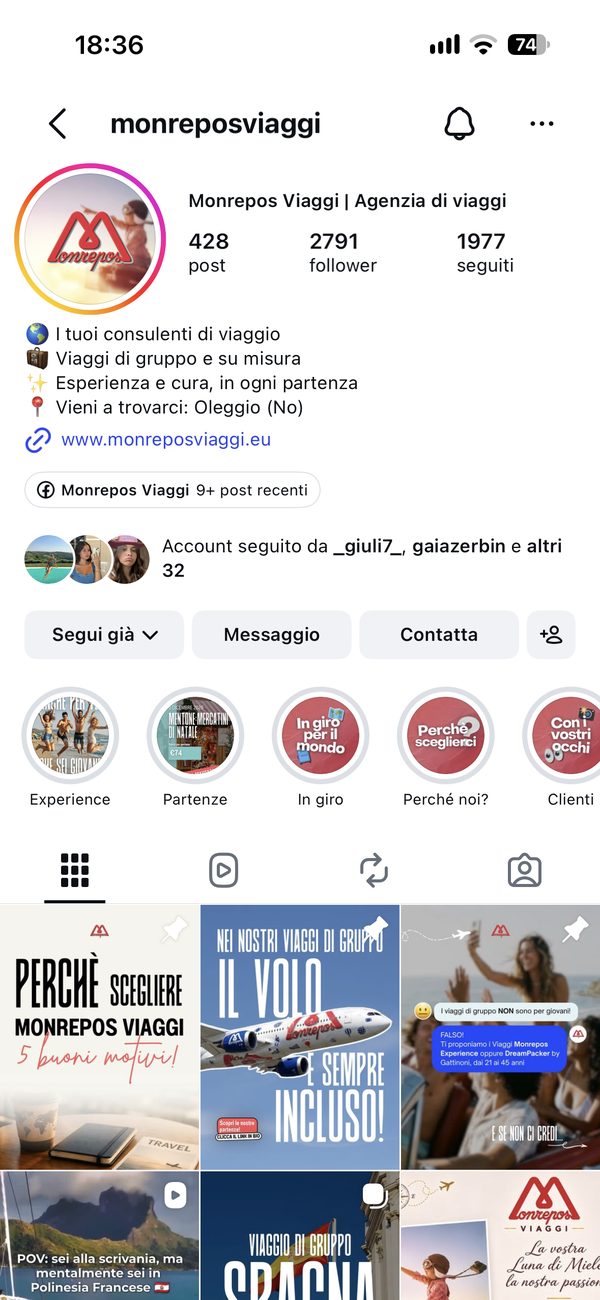 18:36
74
monreposviaggi
Monrepos
Monrepos Viaggi | Agenzia di viaggi
428
2791
1977
post
follower
seguiti
I tuoi consulenti di viaggio
Viaggi di gruppo e su misura
Esperienza e cura, in ogni partenza
Vieni a trovarci: Oleggio (No)
www.monreposviaggi.eu
Monrepos Viaggi 9+ post recenti
Account seguito da _giuli7_, gaiazerbin e altri
32
Segui già
Messaggio
Contatta
MENTONE MERCATINI
DI NATALE
€74
In giro
per il
mondo
Perché
sceglierci
Con i
vostri
occhi
Experience
Partenze
In giro
Perché noi?
Clienti
PERCHÈ SCEGLIERE
MONREPOS VIAGGI
5 buoni motivi!
TRAVEL
NEI NOSTRI VIAGGI DI GRUPPO
IL VOLO
Monrepos
È SEMPRE
INCLUSO!
Scopri le nostre
partenze!
CLICCA IL LINK IN BIO
I viaggi di gruppo NON sono per giovani!
FALSO!
Ti proponiamo i Viaggi Monrepos
Experience oppure DreamPacker by
Gattinoni, dai 21 ai 45 anni
E SE NON CI CREDI...
POV: sei alla scrivania, ma
mentalmente sei in
Polinesia Francese
VIAGGIO DI GRUPPO
SPAGNA
Monrepos
VIAGGI
La vostra
Luna di Miele
la nostra passion